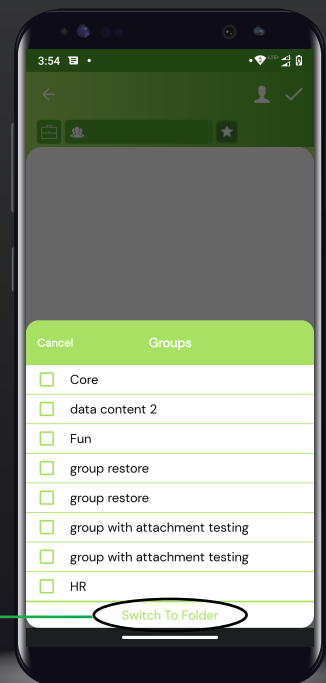 3:54
LTE+
Cancel
Groups
Core
data content 2
Fun
group restore
group restore
group with attachment testing
group with attachment testing
HR
Switch To Folder